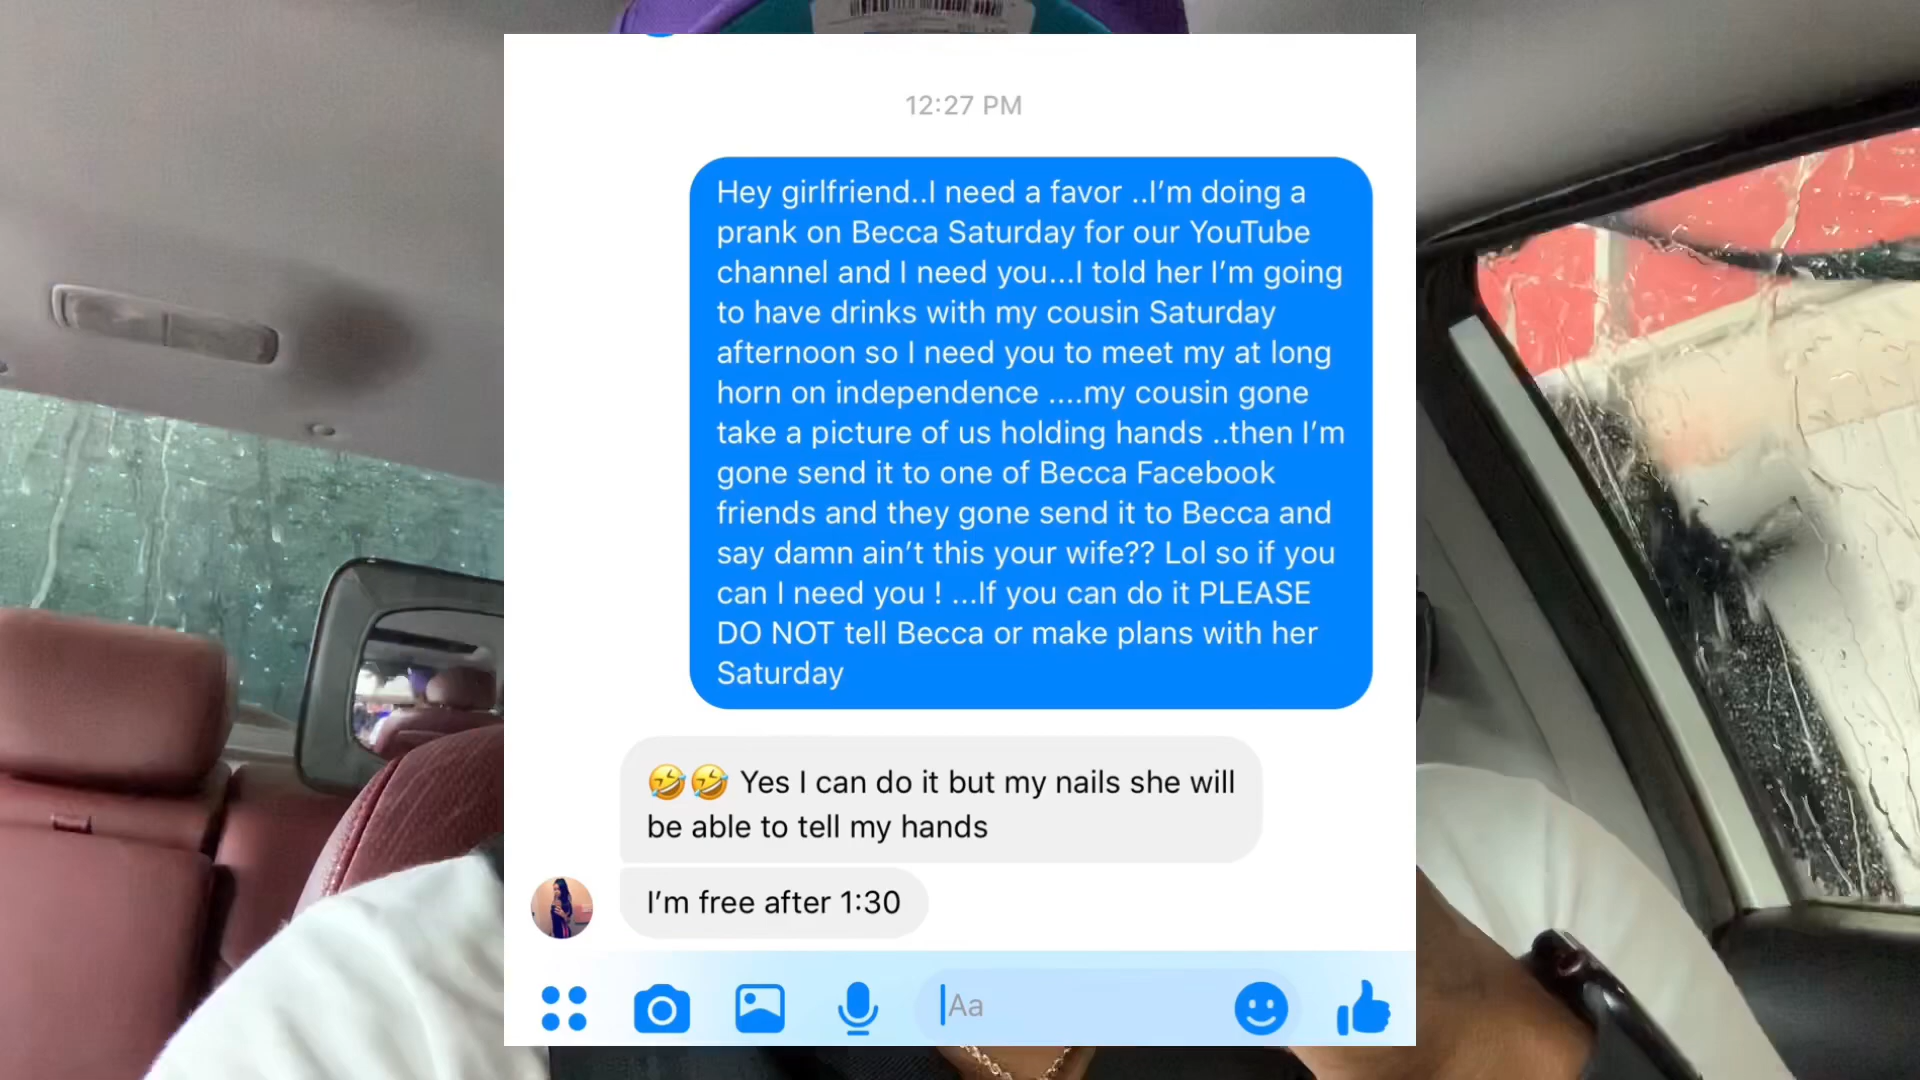 12:27 PM
Hey girlfriend..I need a favor ..I’m doing a
prank on Becca Saturday for our YouTube
channel and I need you...I told her I’m going
to have drinks with my cousin Saturday
afternoon so I need you to meet my at long
horn on independence ....my cousin gone
take a picture of us holding hands ..then I’m
gone send it to one of Becca Facebook
friends and they gone send it to Becca and
say damn ain’t this your wife?? Lol so if you
can I need you ! ...If you can do it PLEASE
DO NOT tell Becca or make plans with her
Saturday
🤣🤣 Yes I can do it but my nails she will
be able to tell my hands
I’m free after 1:30
Aa